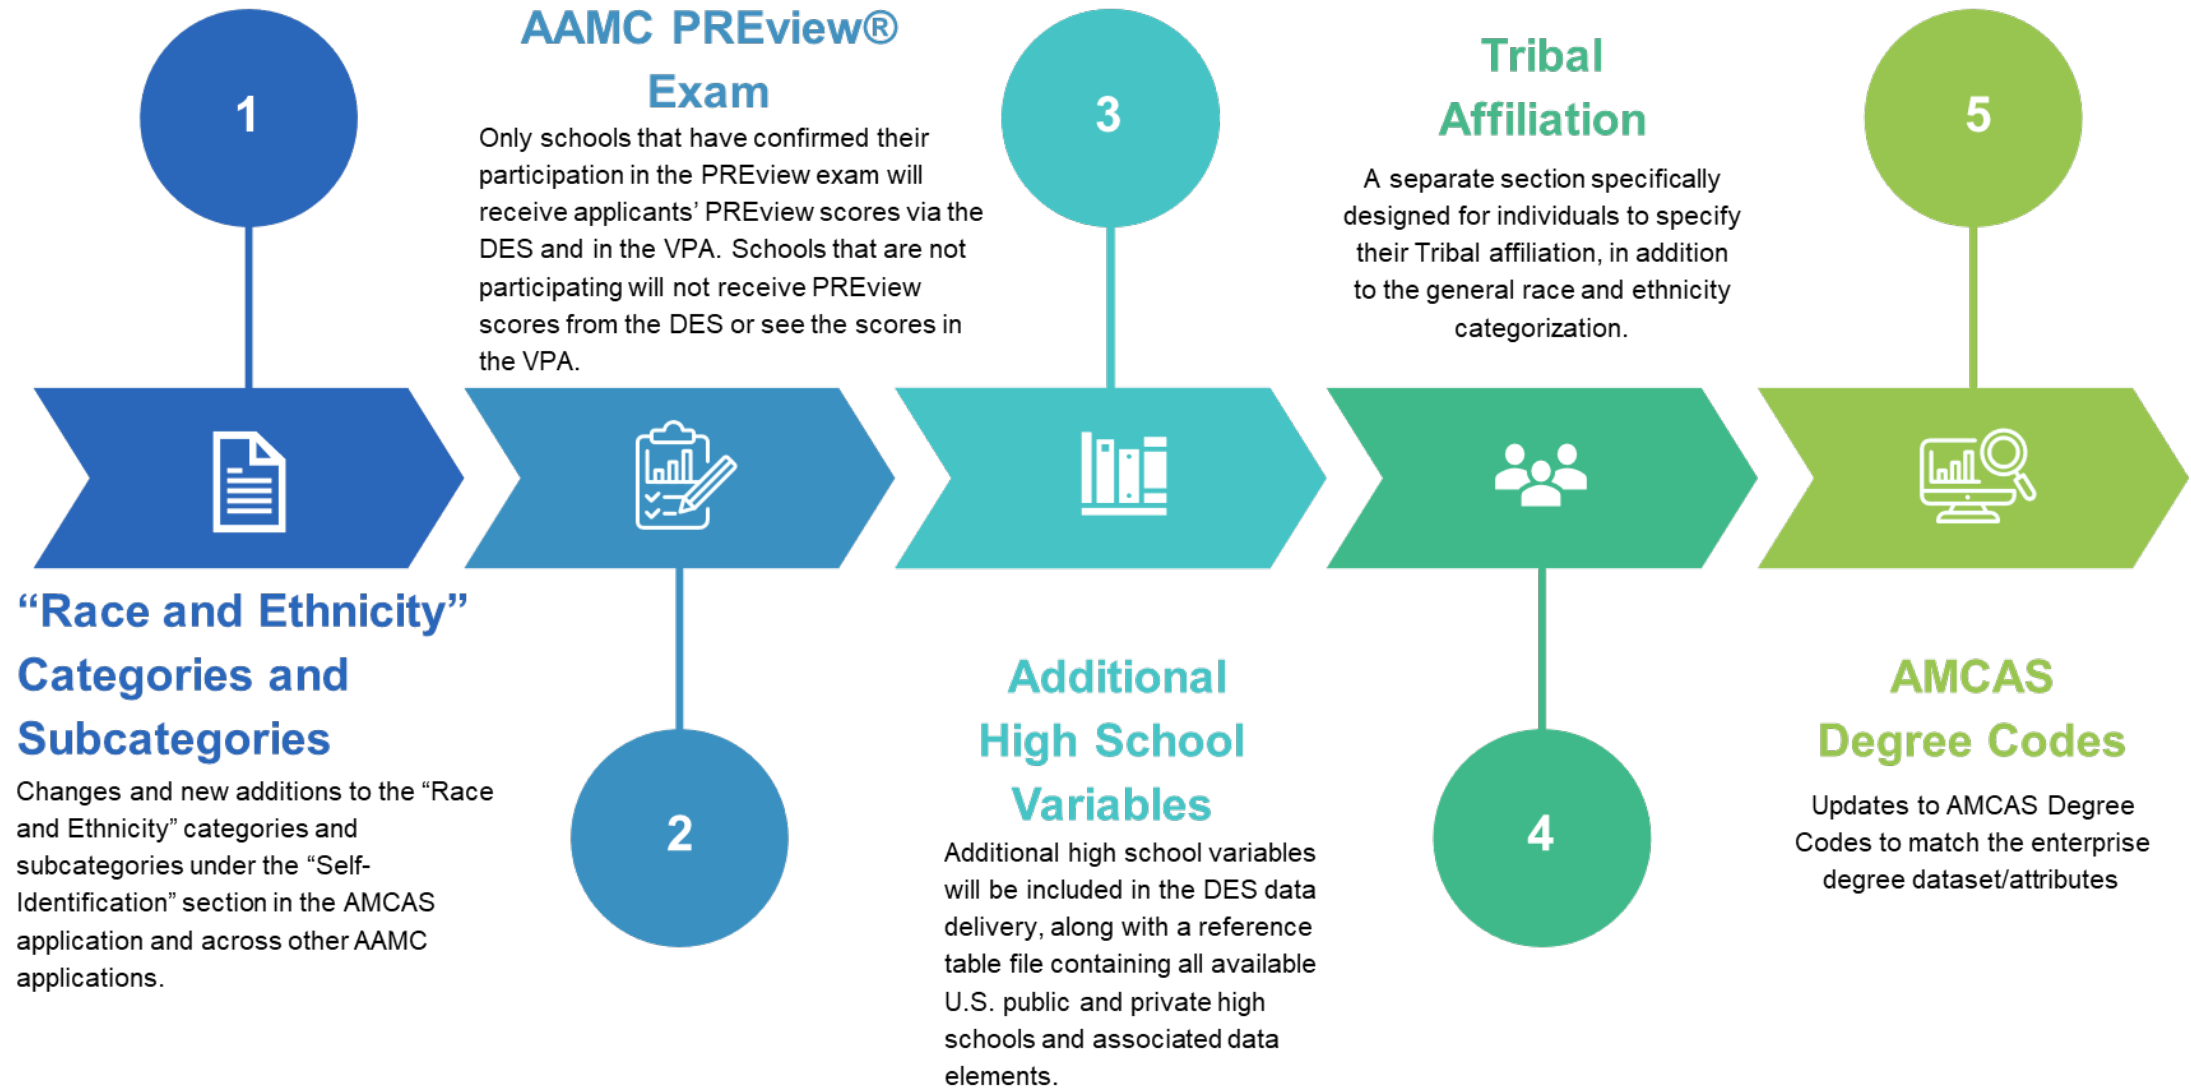 1
“Race and Ethnicity”
Categories and
Subcategories
Changes and new additions to the “Race
and Ethnicity” categories and
subcategories under the “Self-
Identification” section in the AMCAS
application and across other AAMC
applications.
AAMC PREview®
Exam
Only schools that have confirmed their
participation in the PREview exam will
receive applicants’ PREview scores via the
DES and in the VPA. Schools that are not
participating will not receive PREview
scores from the DES or see the scores in
the VPA.
2
3
Additional
High School
Variables
Additional high school variables
will be included in the DES data
delivery, along with a reference
table file containing all available
U.S. public and private high
schools and associated data
elements.
Tribal
Affiliation
A separate section specifically
designed for individuals to specify
their Tribal affiliation, in addition
to the general race and ethnicity
categorization.
4
5
AMCAS
Degree Codes
Updates to AMCAS Degree
Codes to match the enterprise
degree dataset/attributes